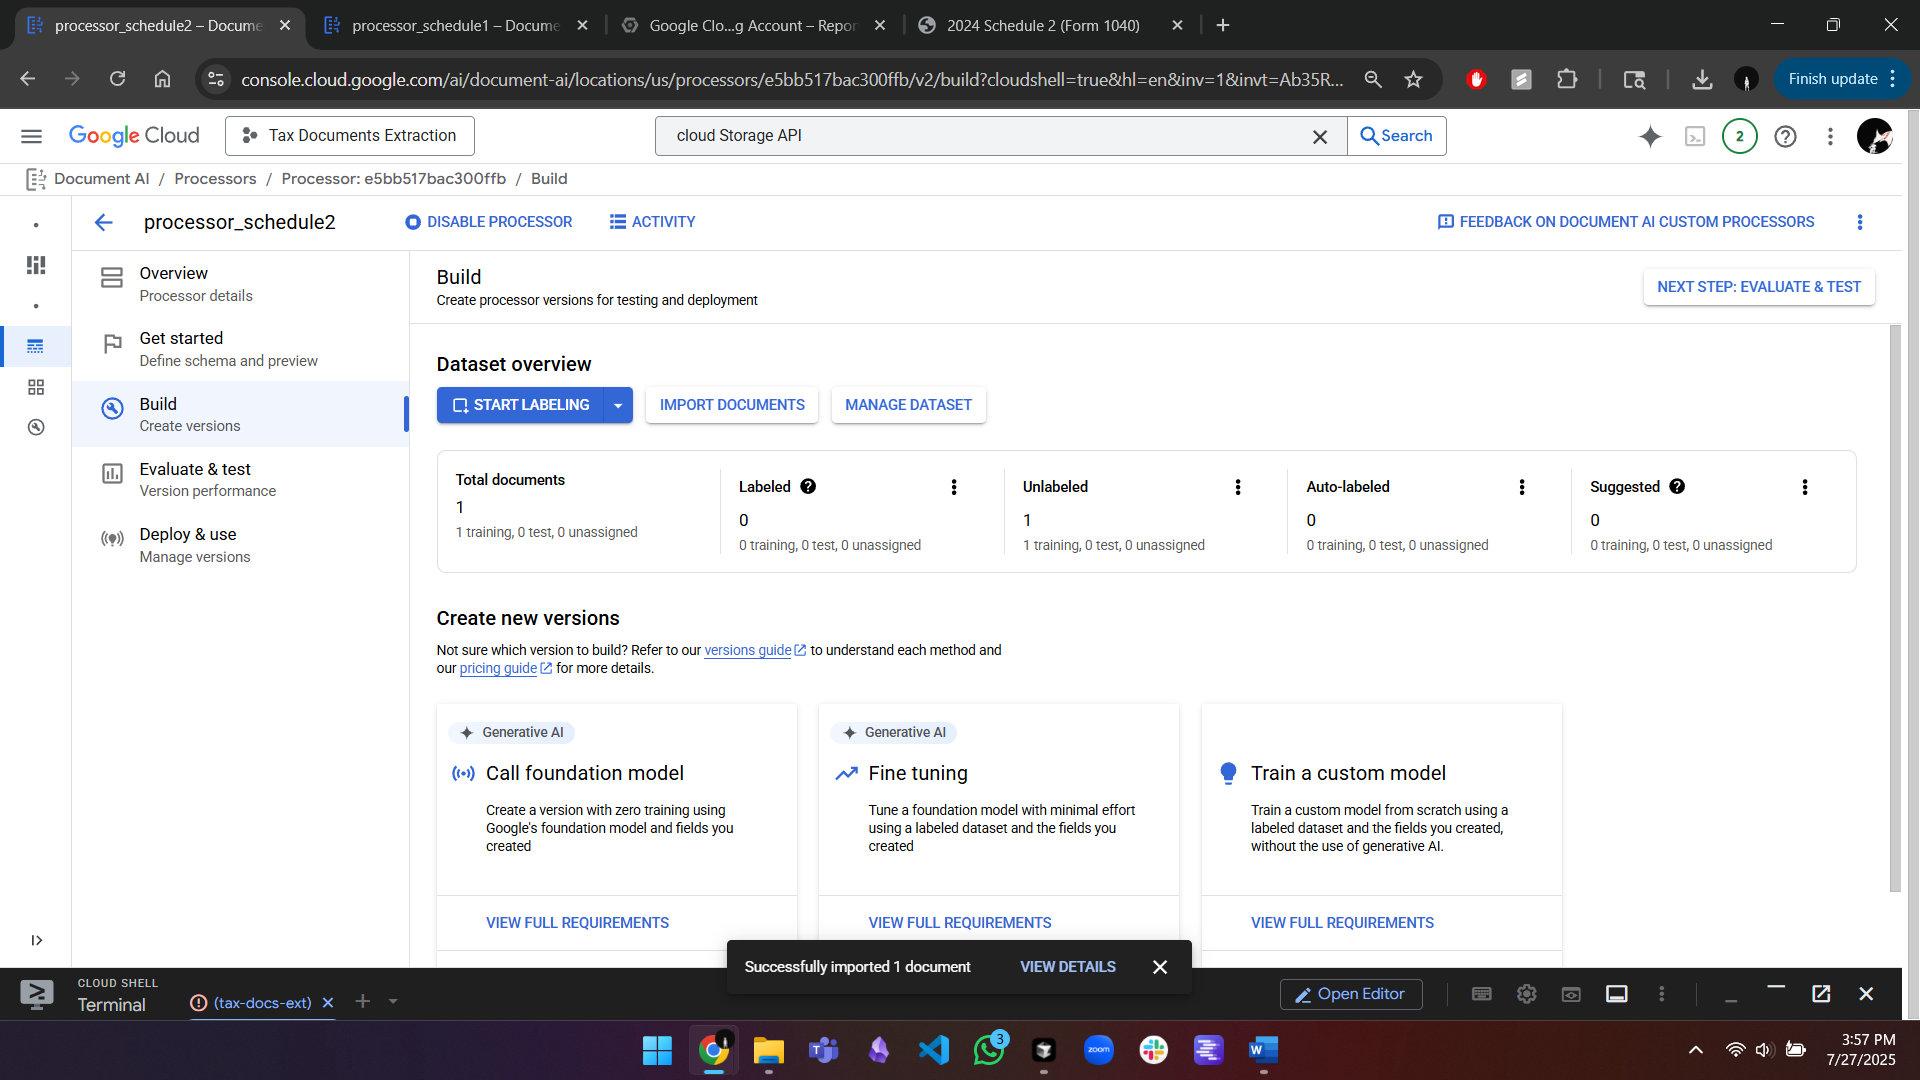 processor_schedule2 – Docume
processor_schedule1 – Docume
Google Clo...g Account – Repor
2024 Schedule 2 (Form 1040)
console.cloud.google.com/ai/document-ai/locations/us/processors/e5bb517bac300ffb/v2/build?cloudshell=true&hl=en&inv=1&invt=Ab35R...
Finish update
Google Cloud
Tax Documents Extraction
cloud Storage API
Search
2
Document AI / Processors / Processor: e5bb517bac300ffb / Build
processor_schedule2
DISABLE PROCESSOR
ACTIVITY
FEEDBACK ON DOCUMENT AI CUSTOM PROCESSORS
Overview
Processor details
Get started
Define schema and preview
Build
Create versions
Evaluate & test
Version performance
Deploy & use
Manage versions
Build
Create processor versions for testing and deployment
NEXT STEP: EVALUATE & TEST
Dataset overview
START LABELING
IMPORT DOCUMENTS
MANAGE DATASET
Total documents
1
1 training, 0 test, 0 unassigned
Labeled
0
0 training, 0 test, 0 unassigned
Unlabeled
1
1 training, 0 test, 0 unassigned
Auto-labeled
0
0 training, 0 test, 0 unassigned
Suggested
0
0 training, 0 test, 0 unassigned
Create new versions
Not sure which version to build? Refer to our versions guide to understand each method and
our pricing guide for more details.
Generative AI
Call foundation model
Create a version with zero training using
Google's foundation model and fields you
created
VIEW FULL REQUIREMENTS
Generative AI
Fine tuning
Tune a foundation model with minimal effort
using a labeled dataset and the fields you
created
VIEW FULL REQUIREMENTS
Train a custom model
Train a custom model from scratch using a
labeled dataset and the fields you created,
without the use of generative AI.
VIEW FULL REQUIREMENTS
Successfully imported 1 document
VIEW DETAILS
CLOUD SHELL
Terminal
(tax-docs-ext)
Open Editor
3
zoom
3:57 PM
7/27/2025